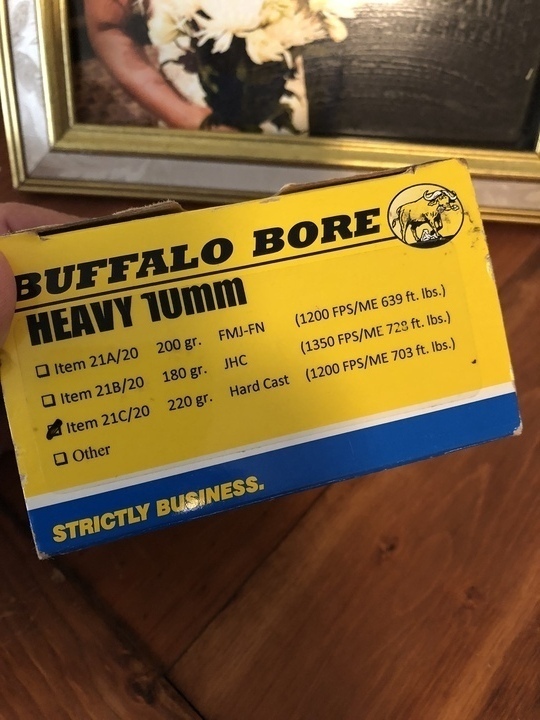 BUFFALO BORE
HEAVY 10mm
Item 21A/20 200 gr. FMJ-FN (1200 FPS/ME 639 ft. lbs.)
Item 21B/20 180 gr. JHC (1350 FPS/ME 728 ft. lbs.)
Item 21C/20 220 gr. Hard Cast (1200 FPS/ME 703 ft. lbs.)
Other
STRICTLY BUSINESS.